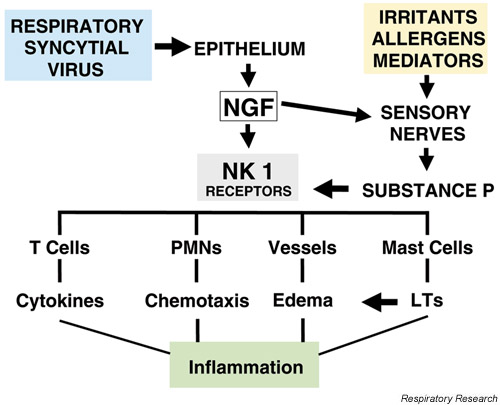 RESPIRATORY
SYNCYTIAL
VIRUS
EPITHELIUM
IRRITANTS
ALLERGENS
MEDIATORS
NGF
SENSORY
NERVES
NK 1
RECEPTORS
SUBSTANCE P
T Cells
PMNs
Vessels
Mast Cells
Cytokines
Chemotaxis
Edema
LTs
Inflammation
Respiratory Research